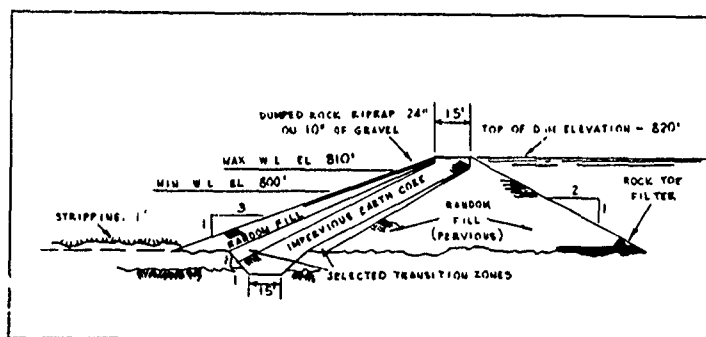 DUMPED ROCK RIPRAP 24"
ON 10" OF GRAVEL
15'
TOP OF DAM ELEVATION - 820'
MAX W.L. EL 810'
MIN W.L. EL 800'
STRIPPING, 1'
3
1
RANDOM FILL
IMPERVIOUS EARTH CORE
RANDOM
FILL
(PERVIOUS)
2
1
ROCK TOE
FILTER
SELECTED TRANSITION ZONES
1
15'